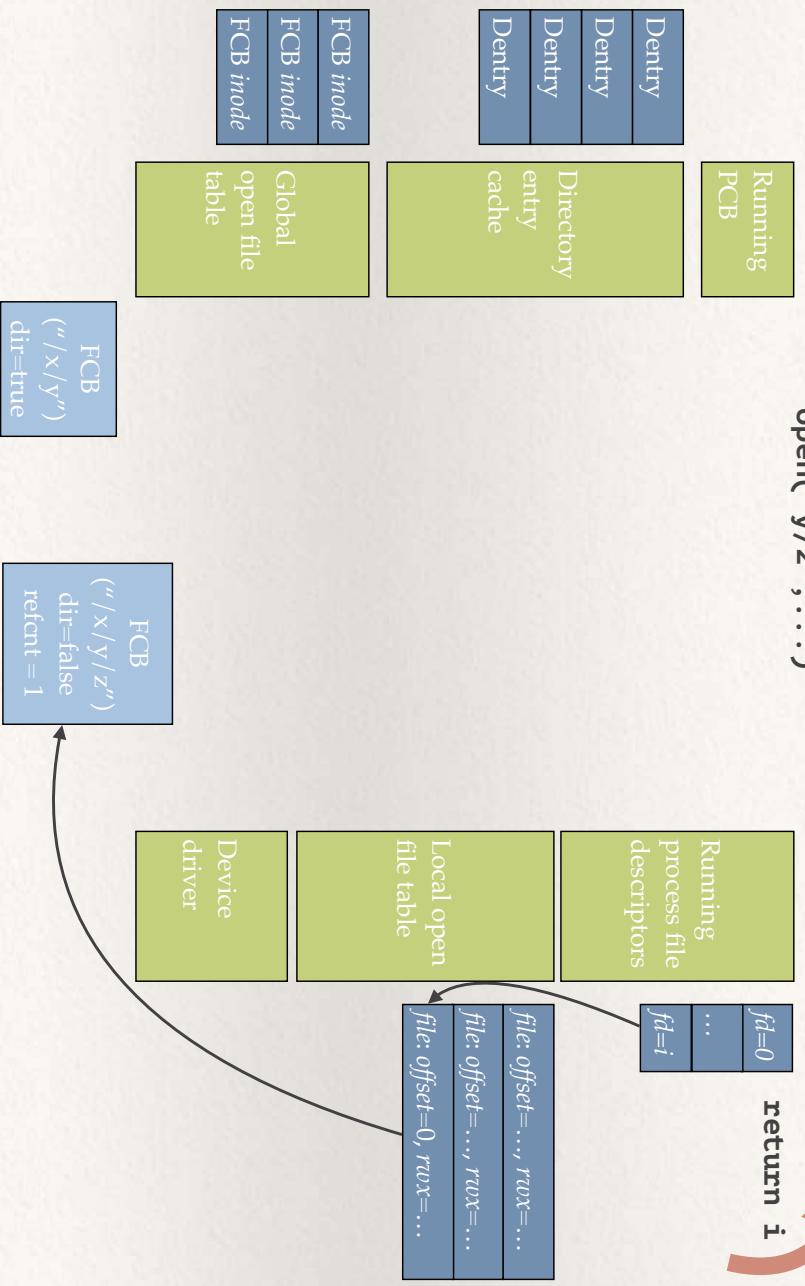 open( y/z ,...)
return i
Running
PCB
Dentry
Dentry
Dentry
Dentry
Directory
entry
cache
FCB inode
FCB inode
FCB inode
Global
open file
table
FCB
("/x/y")
dir=true
FCB
("/x/y/z")
dir=false
refcnt = 1
Running
process file
descriptors
fd=0
…
fd=i
Local open
file table
file: offset=…, rwx=…
file: offset=…, rwx=…
file: offset=0, rwx=…
Device
driver